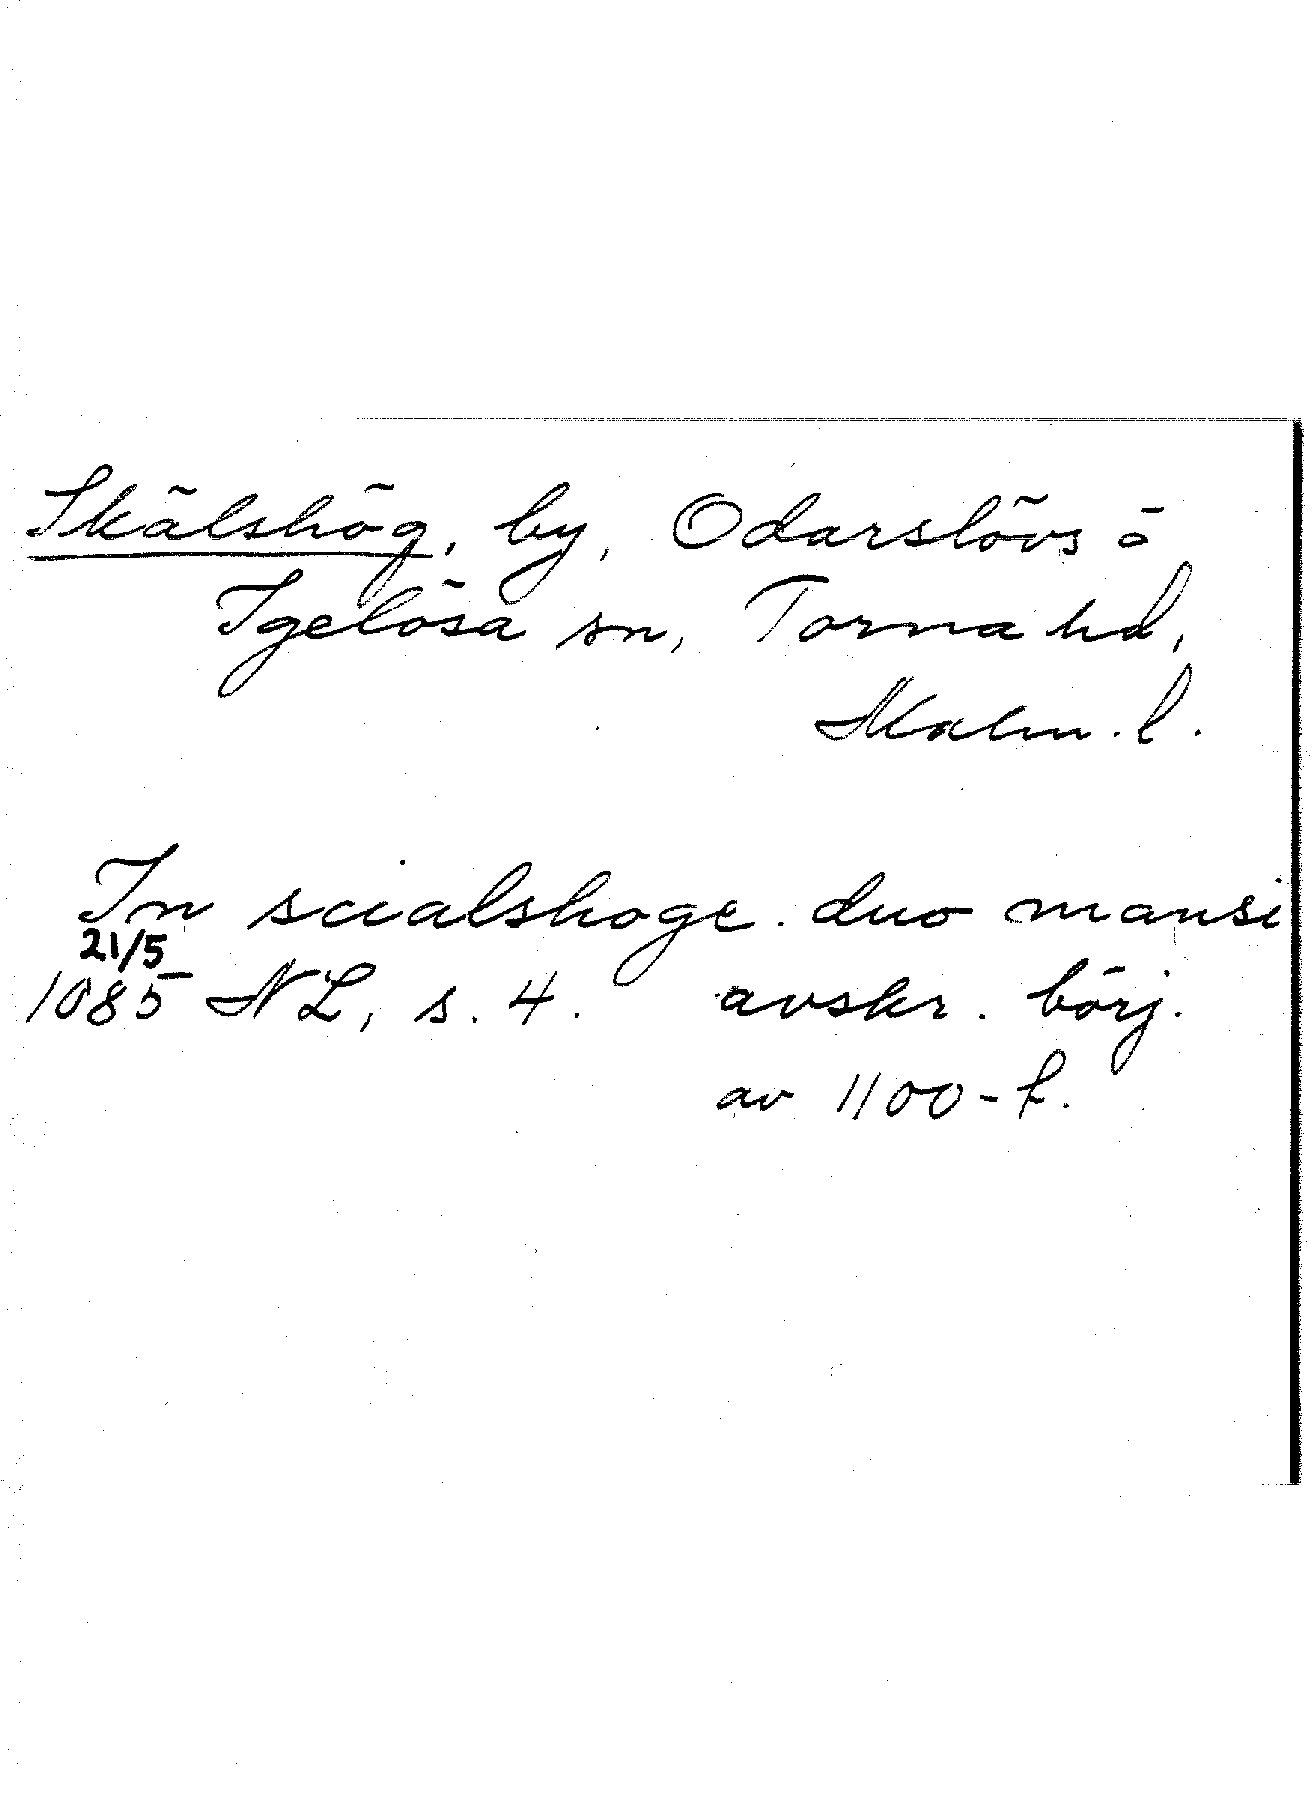 Skälshög, by, Odarslövs o
Igelösa sn, Torna hd,
Malm. l.
In scialshoge. duo mansi
21/5
1085 NL, s. 4. avskr. börj.
av 1100-t.